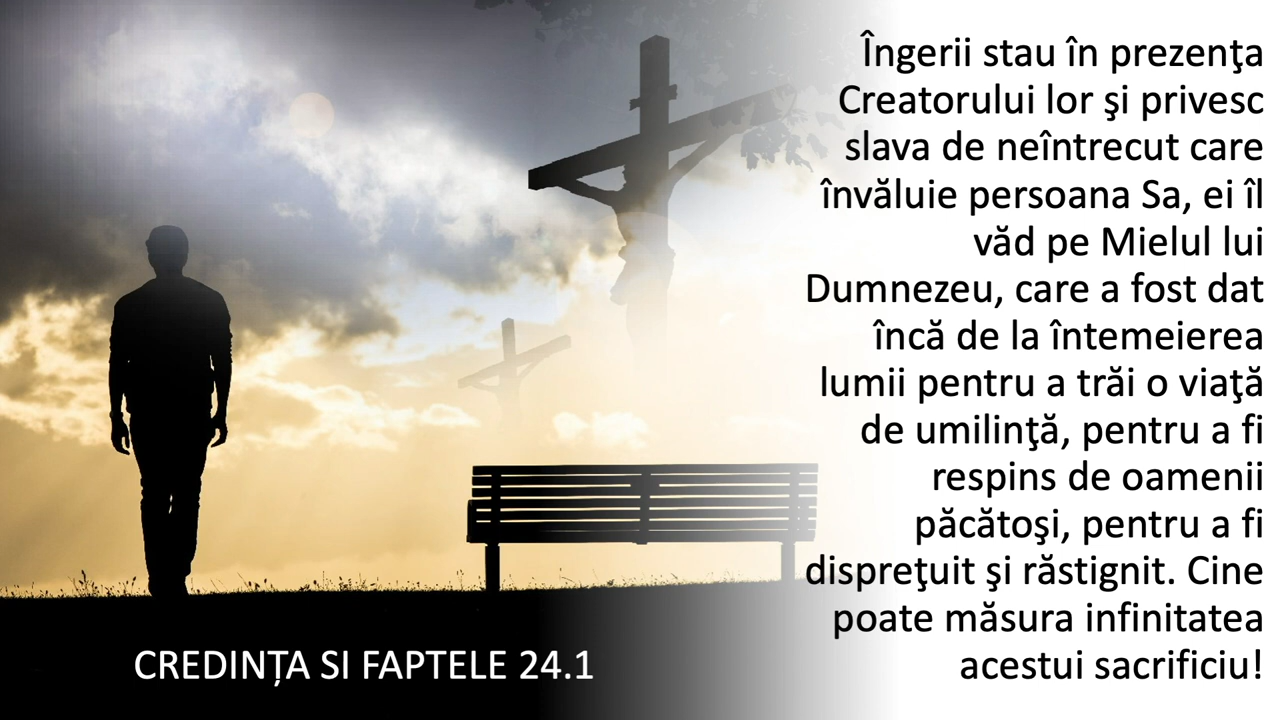 Îngerii stau în prezenţa
Creatorului lor şi privesc
slava de neîntrecut care
învăluie persoana Sa, ei îl
văd pe Mielul lui
Dumnezeu, care a fost dat
încă de la întemeierea
lumii pentru a trăi o viaţă
de umilinţă, pentru a fi
respins de oamenii
păcătoşi, pentru a fi
dispreţuit şi răstignit. Cine
poate măsura infinitatea
acestui sacrificiu!
CREDINȚA SI FAPTELE 24.1